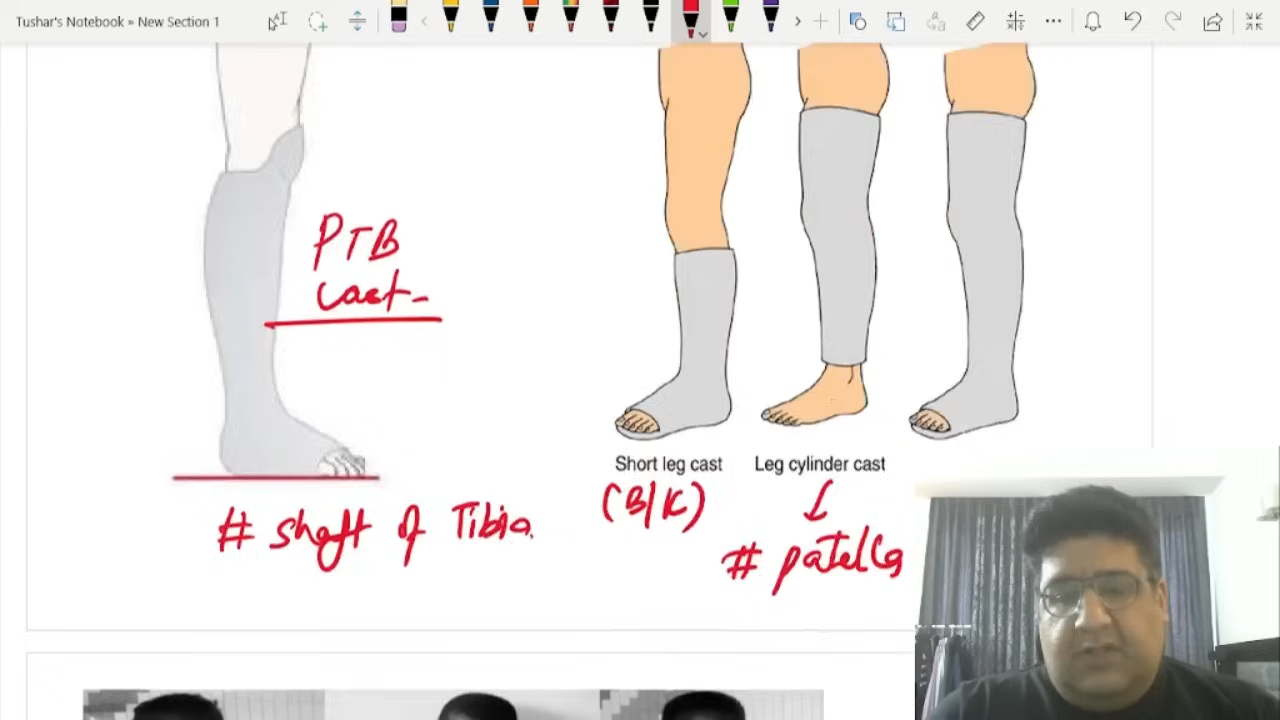 Tushar's Notebook » New Section 1
PTB
cast-
Short leg cast
Leg cylinder cast
(B/K)
# shaft of Tibia.
# patella